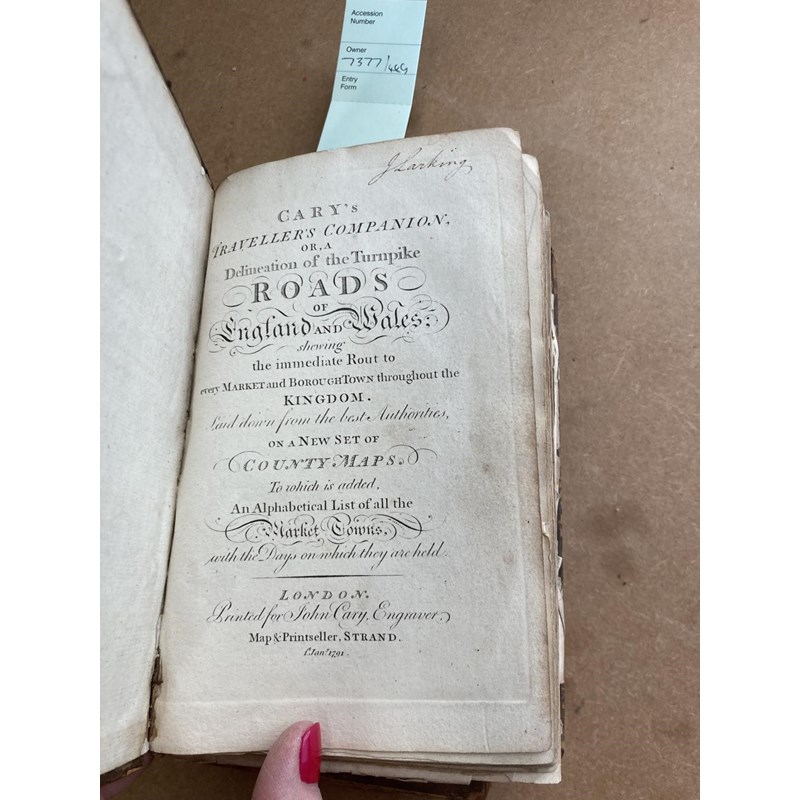 Accession
Number
Owner
7377/449
Entry
Form
J Larking
CARY'S
TRAVELLER'S COMPANION,
OR, A
Delineation of the Turnpike
ROADS
OF
England AND Wales;
shewing
the immediate Rout to
every MARKET and BOROUGH TOWN throughout the
KINGDOM.
Laid down from the best Authorities,
ON A NEW SET OF
COUNTY MAPS.
To which is added,
An Alphabetical List of all the
Market Towns,
with the Days on which they are held.
LONDON.
Printed for John Cary, Engraver,
Map & Printseller, STRAND.
1st Jany. 1791.